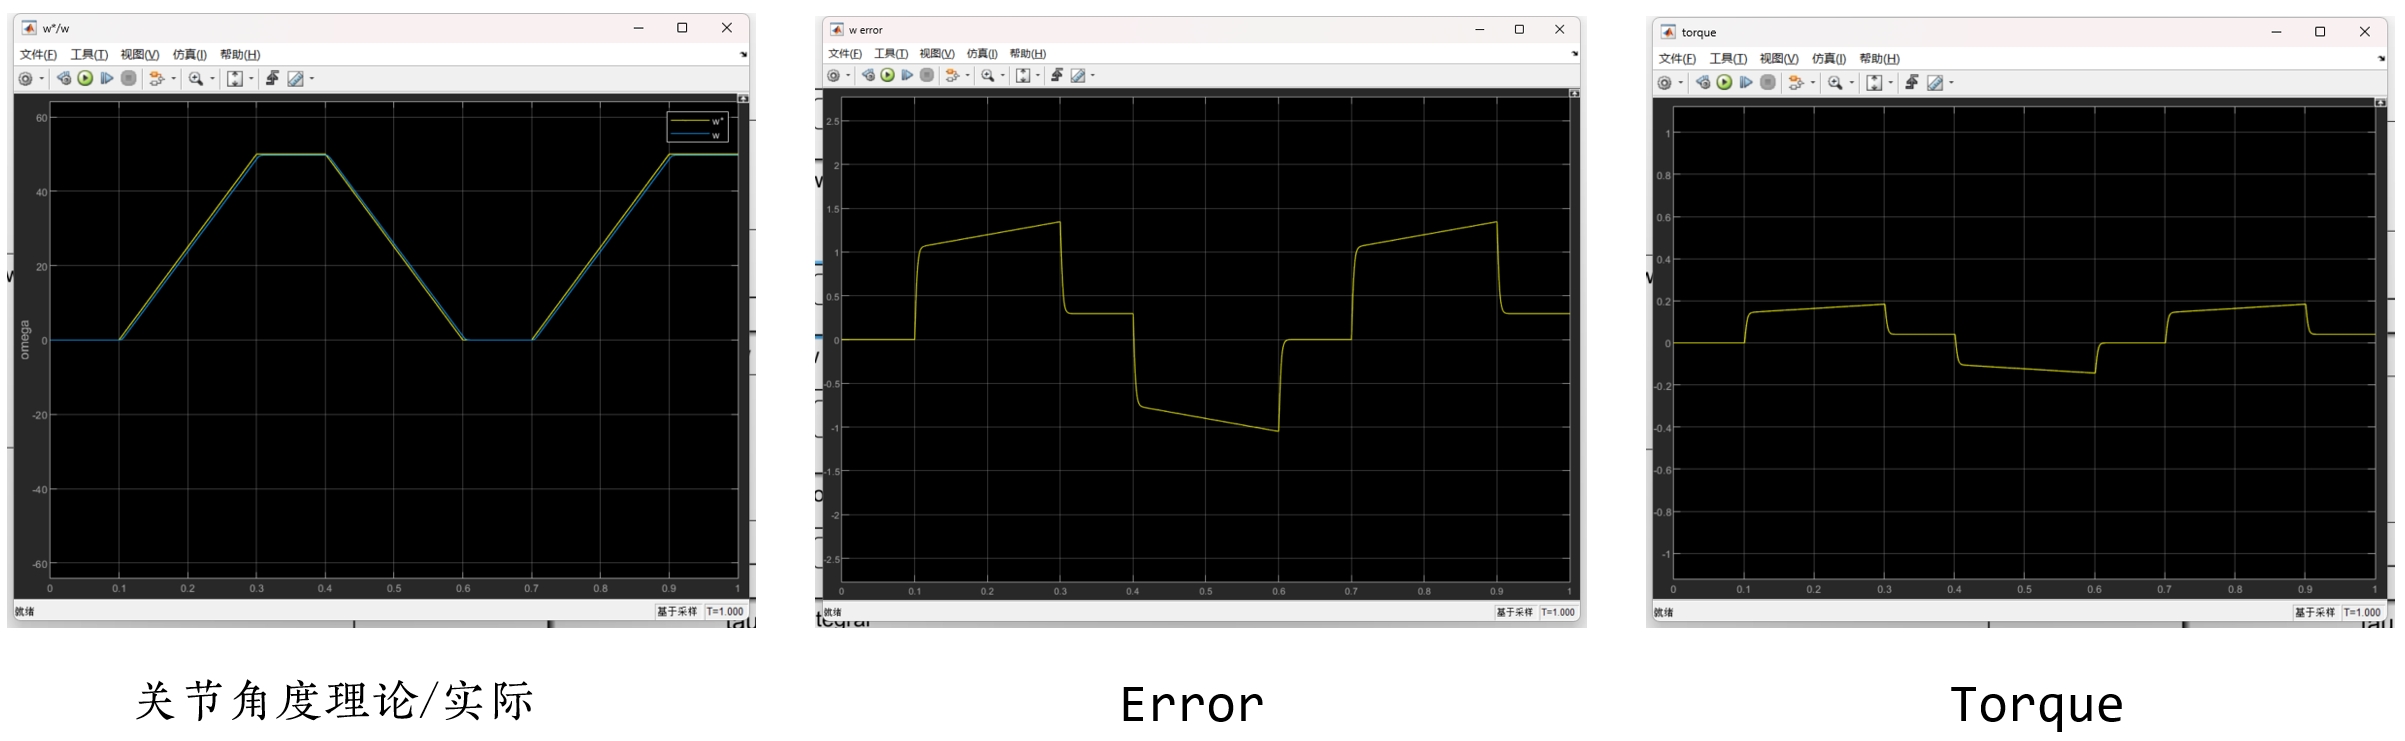 w*/w
文件(F) 工具(T) 视图(V) 仿真(I) 帮助(H)
60
40
20
0
-20
-40
-60
omega
w*
w
0 0.1 0.2 0.3 0.4 0.5 0.6 0.7 0.8 0.9 1
就绪 基于采样 T=1.000
w error
文件(F) 工具(T) 视图(V) 仿真(I) 帮助(H)
2.5
2
1.5
1
0.5
0
-0.5
-1
-1.5
-2
-2.5
0 0.1 0.2 0.3 0.4 0.5 0.6 0.7 0.8 0.9 1
就绪 基于采样 T=1.000
torque
文件(F) 工具(T) 视图(V) 仿真(I) 帮助(H)
1
0.8
0.6
0.4
0.2
0
-0.2
-0.4
-0.6
-0.8
-1
0 0.1 0.2 0.3 0.4 0.5 0.6 0.7 0.8 0.9 1
就绪 基于采样 T=1.000
关节角度理论/实际
Error
Torque